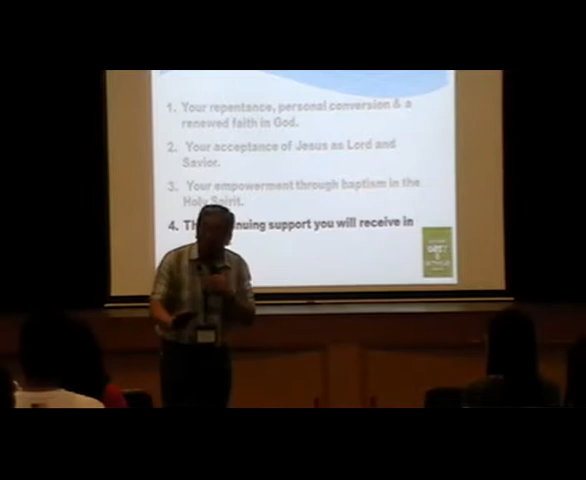 1. Your repentance, personal conversion & a
renewed faith in God.
2. Your acceptance of Jesus as Lord and
Savior.
3. Your empowerment through baptism in the
Holy Spirit.
4. support you will receive in